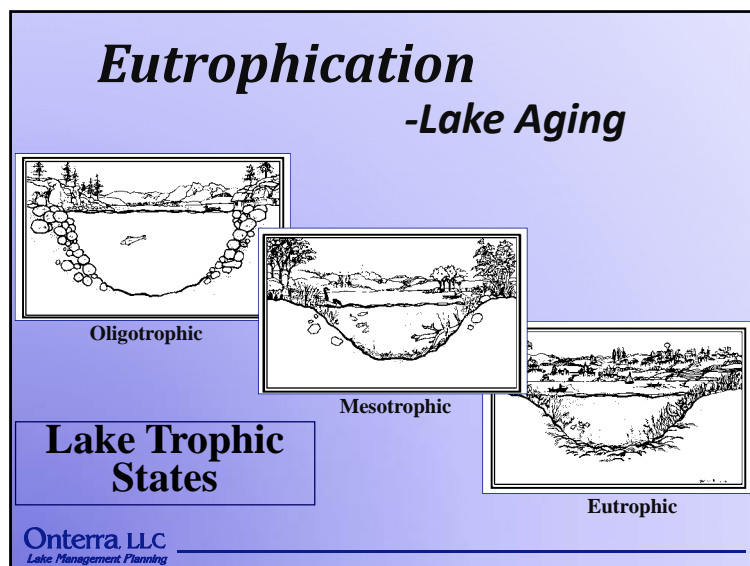 Eutrophication
-Lake Aging
Oligotrophic
Mesotrophic
Eutrophic
Lake Trophic
States
Onterra, LLC
Lake Management Planning